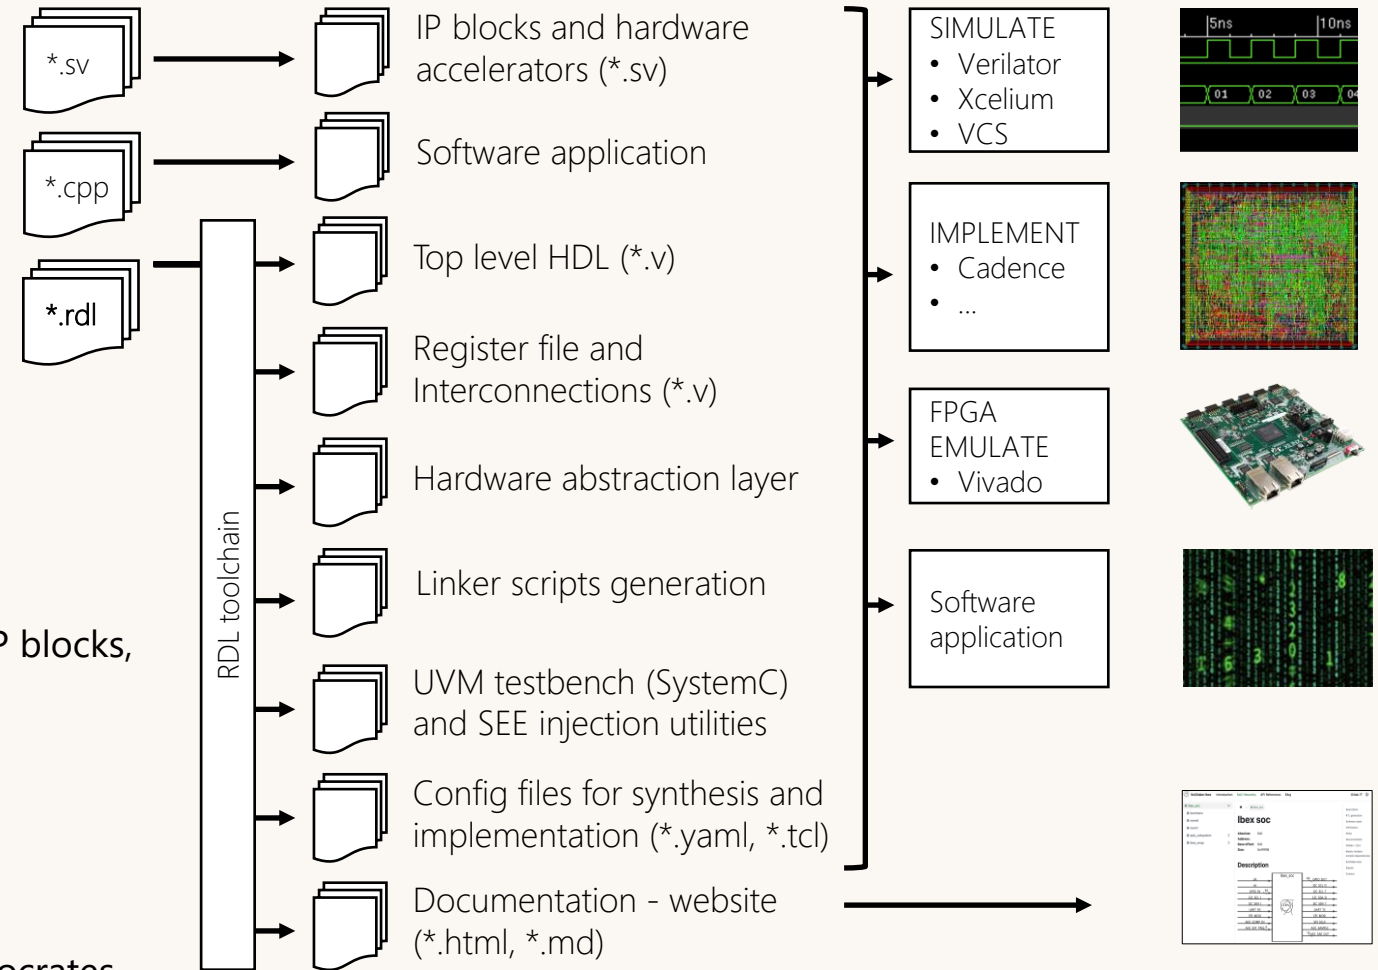 *.sv
*.cpp
*.rdl
RDL toolchain
P blocks,
ocrates
IP blocks and hardware
accelerators (*.sv)
Software application
Top level HDL (*.v)
Register file and
Interconnections (*.v)
Hardware abstraction layer
Linker scripts generation
UVM testbench (SystemC)
and SEE injection utilities
Config files for synthesis and
implementation (*.yaml, *.tcl)
Documentation - website
(*.html, *.md)
SIMULATE
• Verilator
• Xcelium
• VCS
IMPLEMENT
• Cadence
• ...
FPGA
EMULATE
• Vivado
Software
application
5ns 10ns
01 02 03 04
Ibex soc
Description